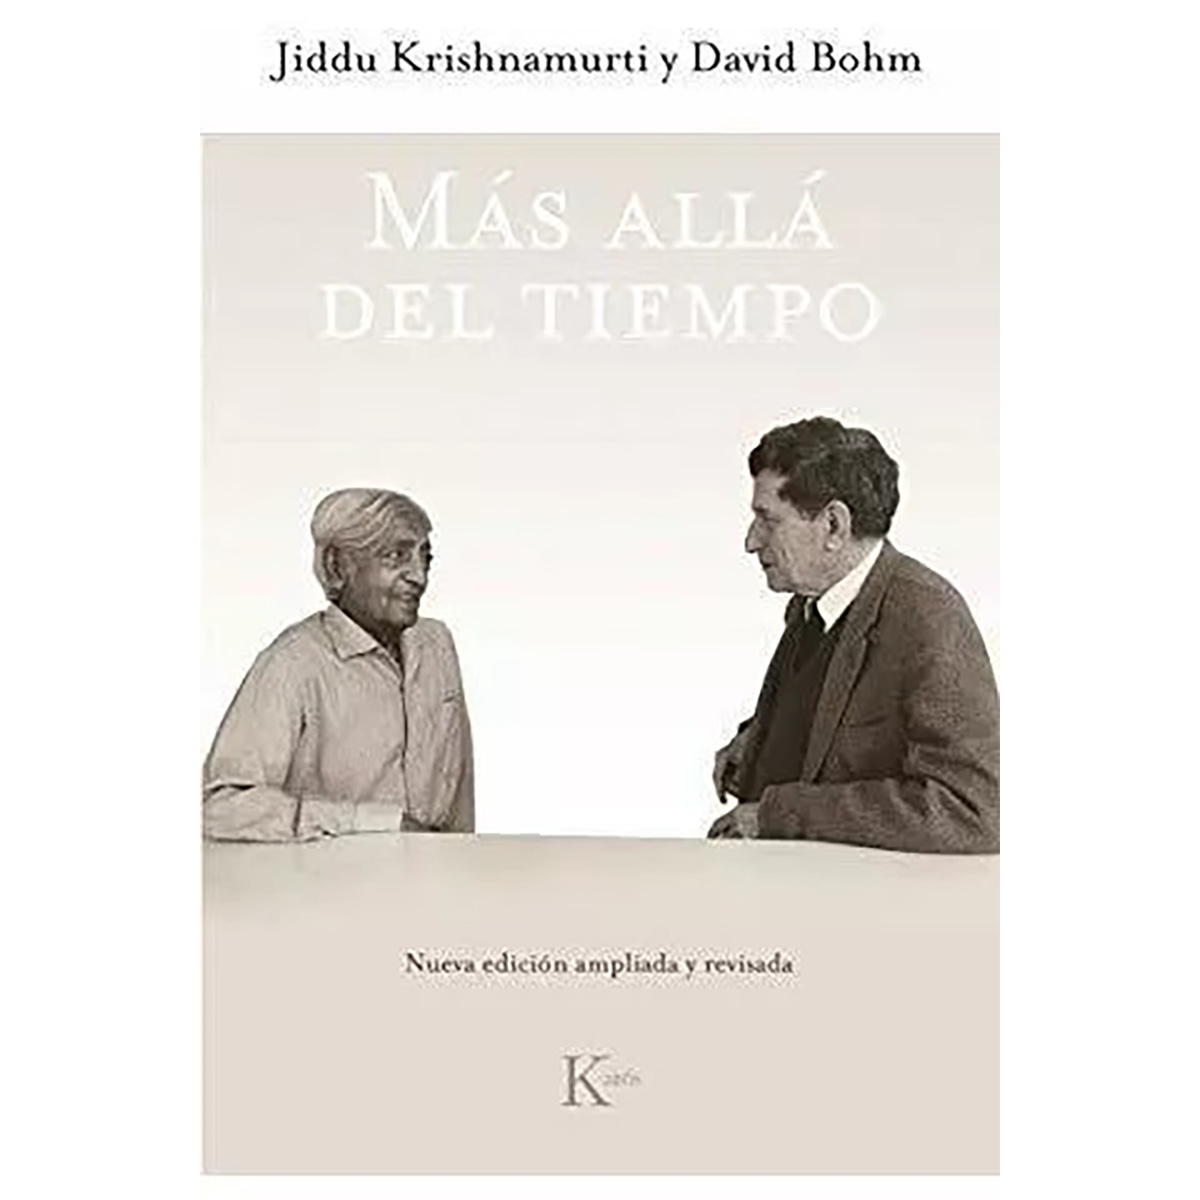 Jiddu Krishnamurti y David Bohm
MÁS ALLÁ
DEL TIEMPO
Nueva edición ampliada y revisada
Kairós